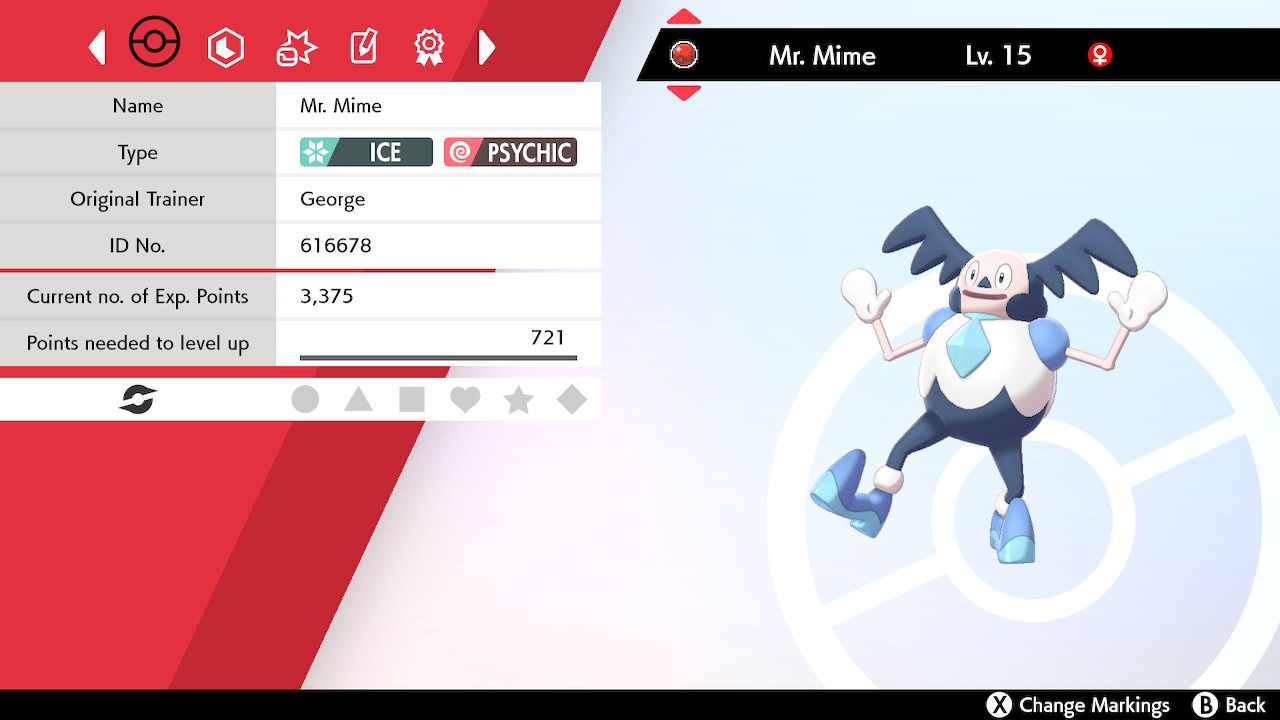 Mr. Mime Lv. 15
Name Mr. Mime
Type ICE PSYCHIC
Original Trainer George
ID No. 616678
Current no. of Exp. Points 3,375
Points needed to level up 721
X Change Markings B Back